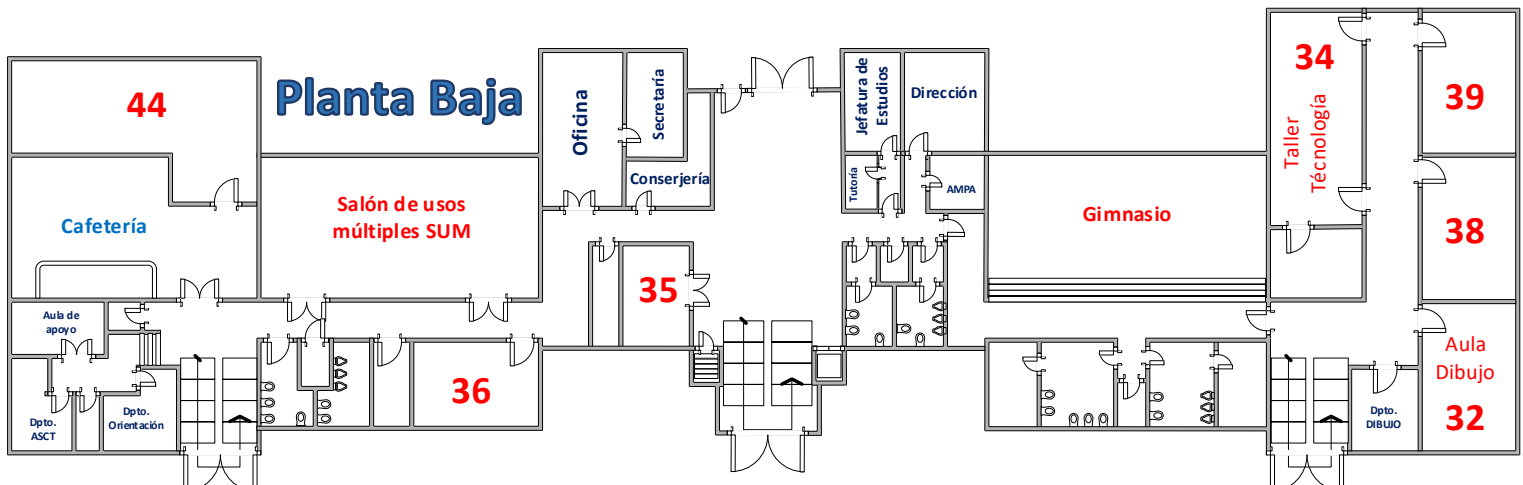 Planta Baja
44
Cafetería
Salón de usos
múltiples SUM
Oficina
Secretaría
Conserjería
Jefatura de
Estudios
Dirección
Tutoría
AMPA
Gimnasio
34
Taller
Técnología
39
38
35
36
Aula de
apoyo
Dpto.
ASCT
Dpto.
Orientación
Dpto.
DIBUJO
Aula
Dibujo
32